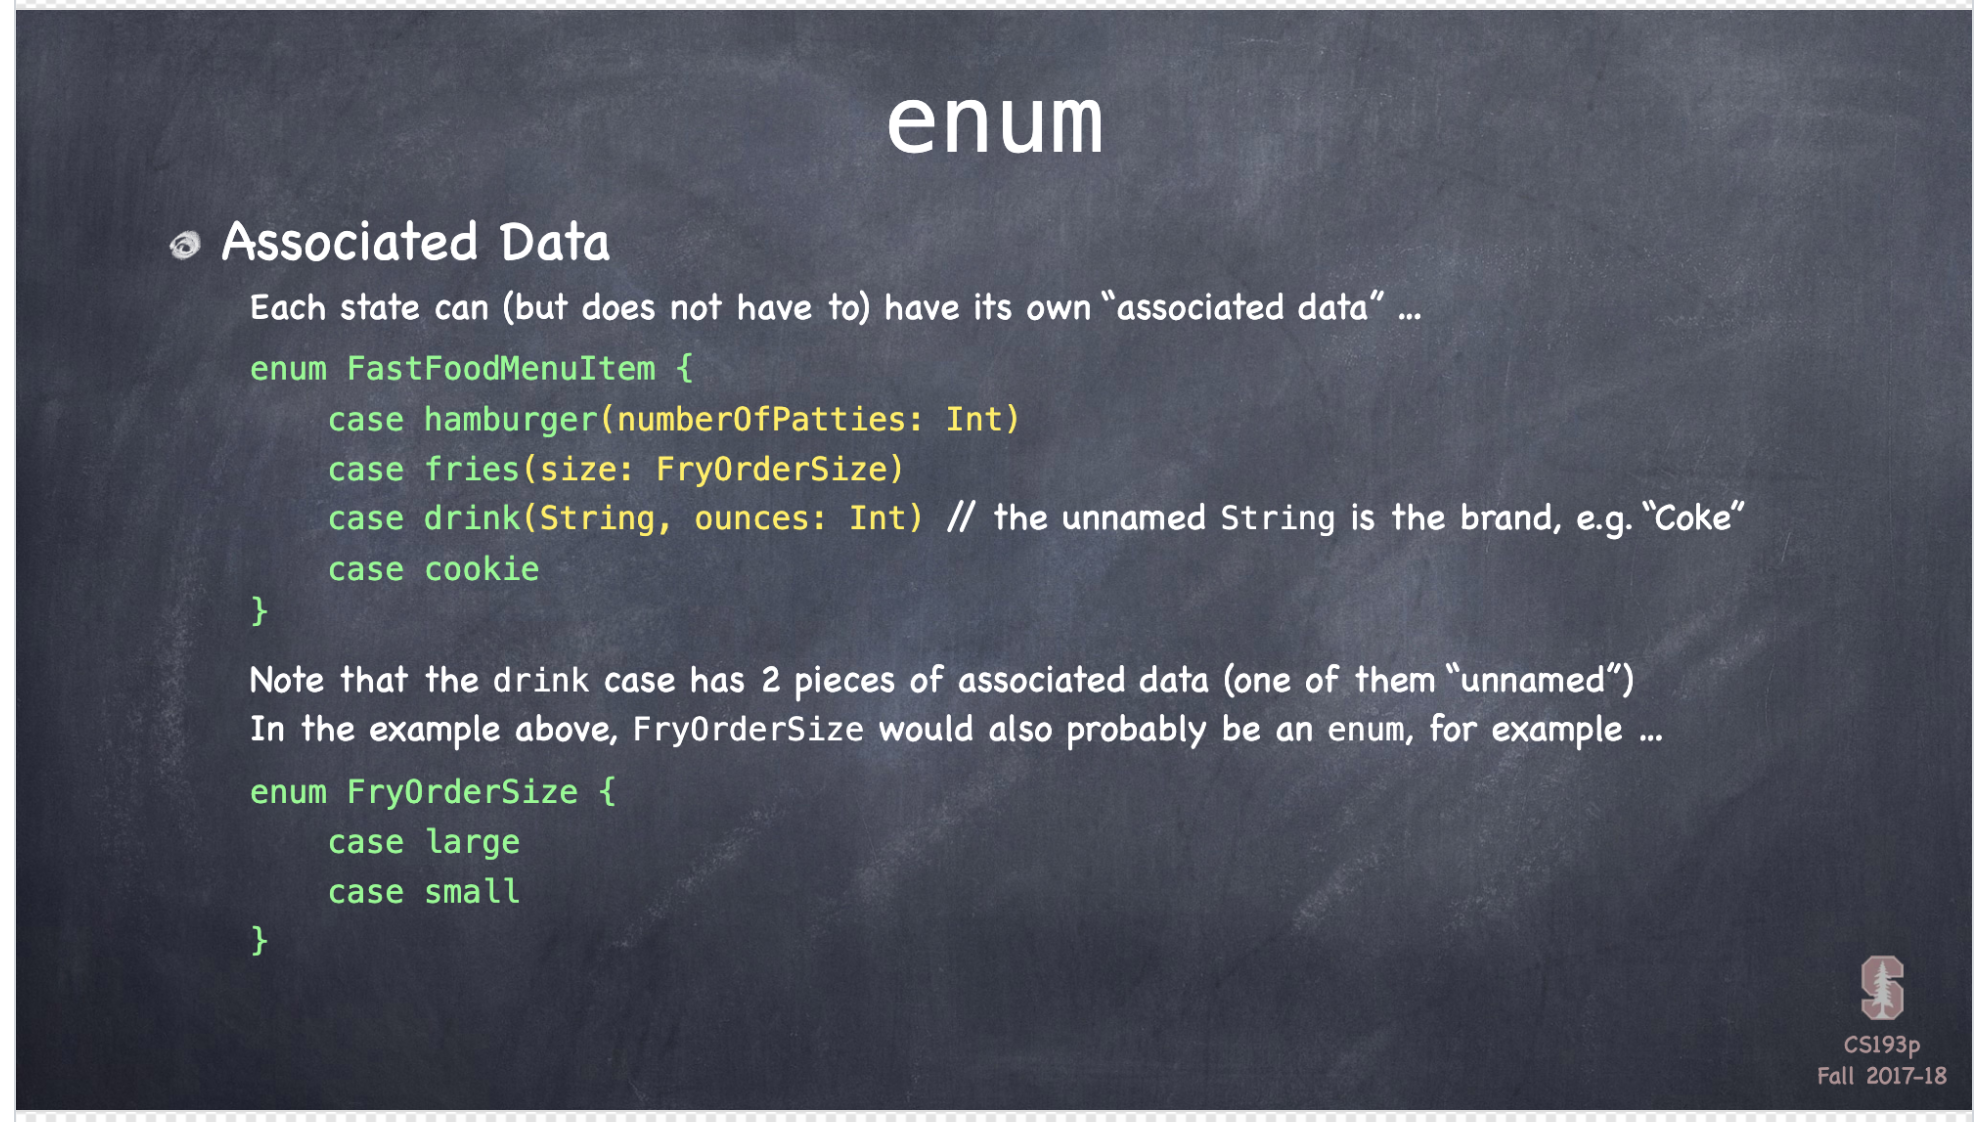 enum
Associated Data
Each state can (but does not have to) have its own “associated data” ...
enum FastFoodMenuItem {
    case hamburger(numberOfPatties: Int)
    case fries(size: FryOrderSize)
    case drink(String, ounces: Int) // the unnamed String is the brand, e.g. “Coke”
    case cookie
}
Note that the drink case has 2 pieces of associated data (one of them “unnamed”)
In the example above, FryOrderSize would also probably be an enum, for example ...
enum FryOrderSize {
    case large
    case small
}
S
CS193p
Fall 2017-18